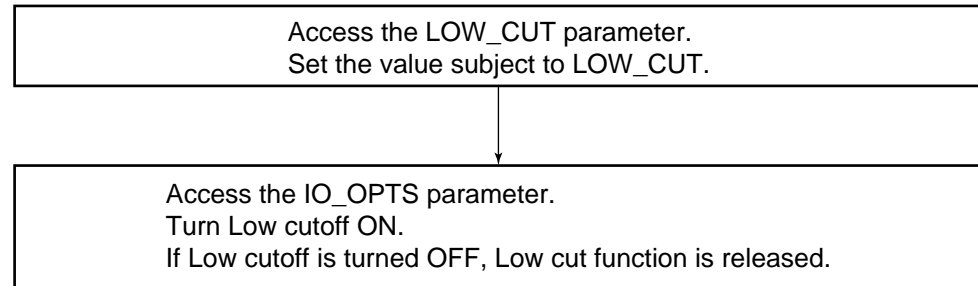 Access the LOW_CUT parameter.
Set the value subject to LOW_CUT.
Access the IO_OPTS parameter.
Turn Low cutoff ON.
If Low cutoff is turned OFF, Low cut function is released.